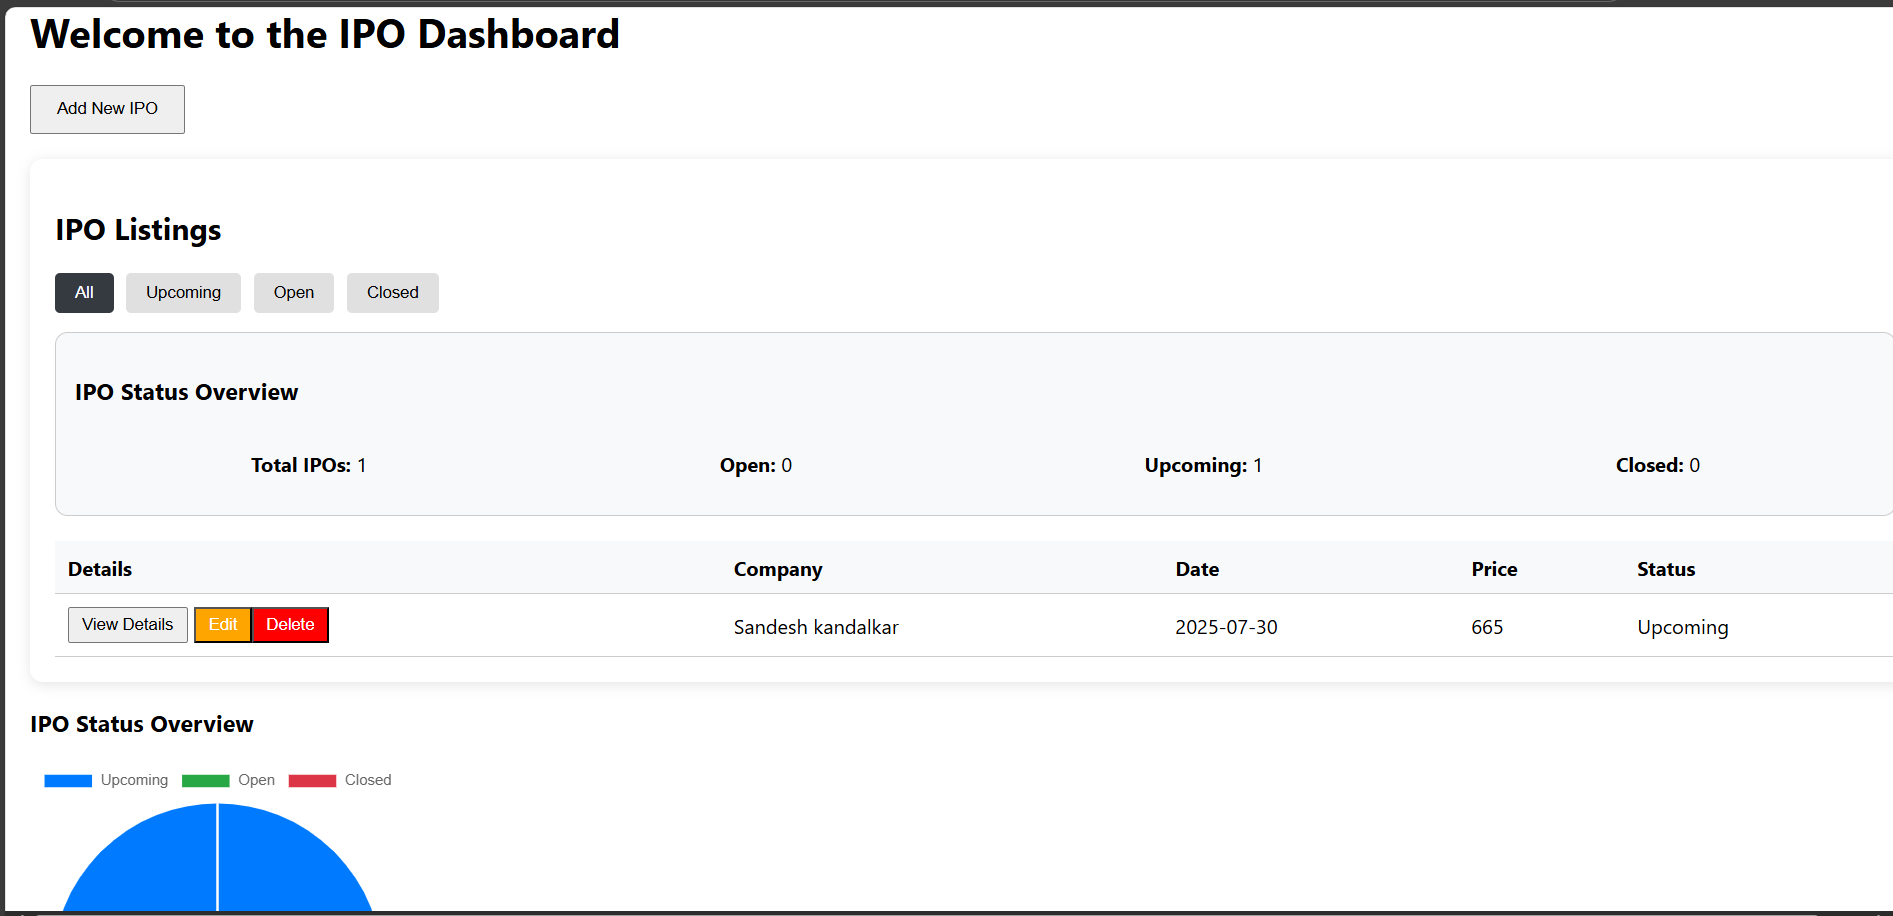 Welcome to the IPO Dashboard
Add New IPO
IPO Listings
All Upcoming Open Closed
IPO Status Overview
Total IPOs: 1 Open: 0 Upcoming: 1 Closed: 0
Details Company Date Price Status
View Details Edit Delete Sandesh kandalkar 2025-07-30 665 Upcoming
IPO Status Overview
Upcoming Open Closed